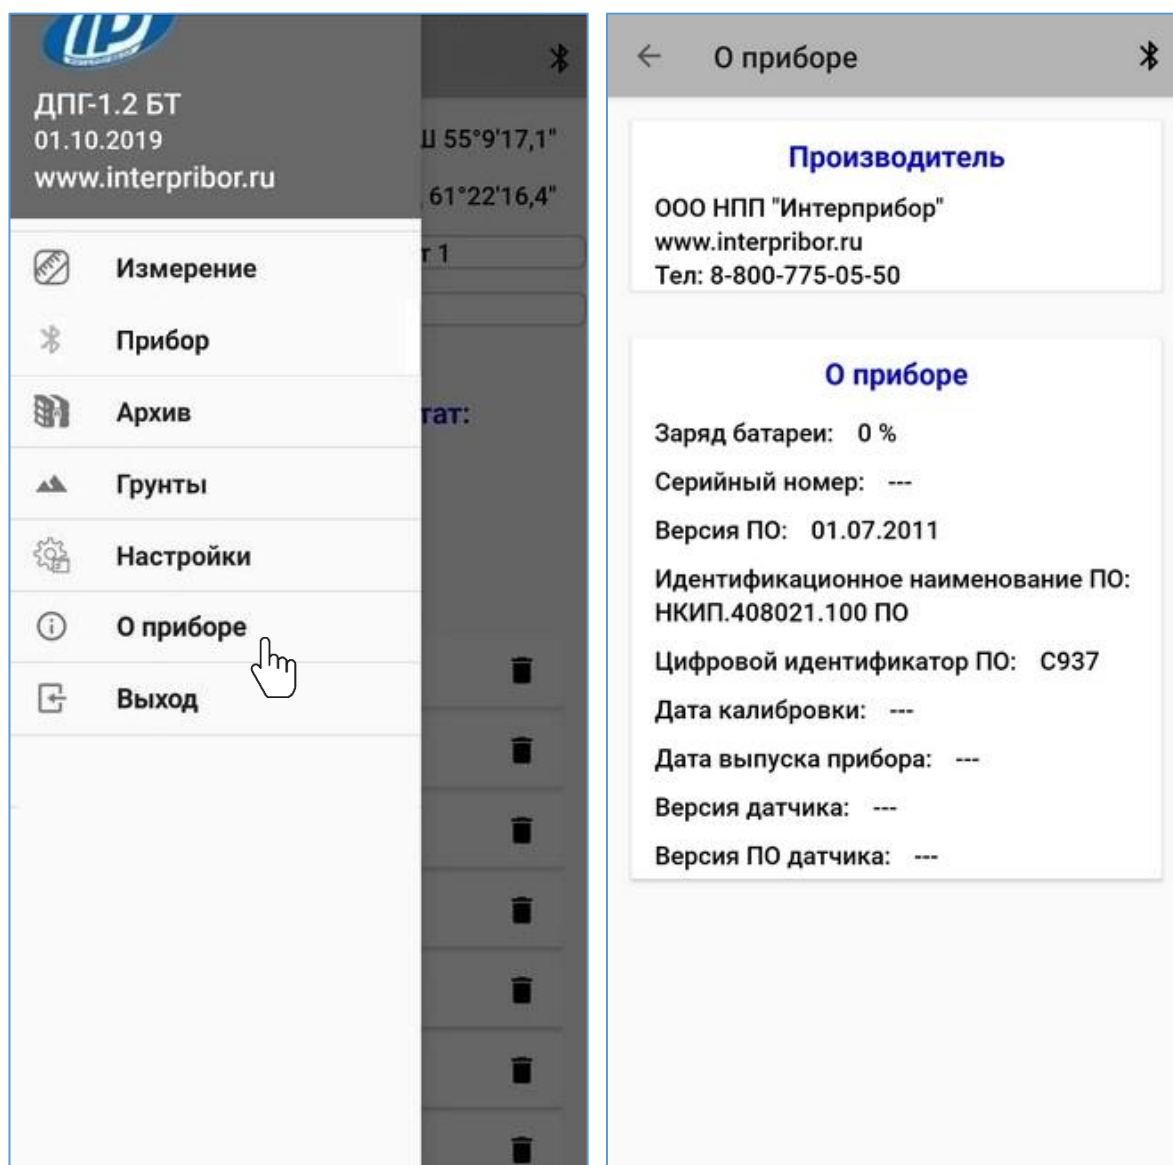 ДПГ-1.2 БТ
01.10.2019
www.interpribor.ru
Измерение
Прибор
Архив
Грунты
Настройки
О приборе
Выход
Ш 55°9'17,1"
61°22'16,4"
т 1
тат:
О приборе
Производитель
ООО НПП "Интерприбор"
www.interpribor.ru
Тел: 8-800-775-05-50
О приборе
Заряд батареи: 0 %
Серийный номер: ---
Версия ПО: 01.07.2011
Идентификационное наименование ПО:
НКИП.408021.100 ПО
Цифровой идентификатор ПО: C937
Дата калибровки: ---
Дата выпуска прибора: ---
Версия датчика: ---
Версия ПО датчика: ---